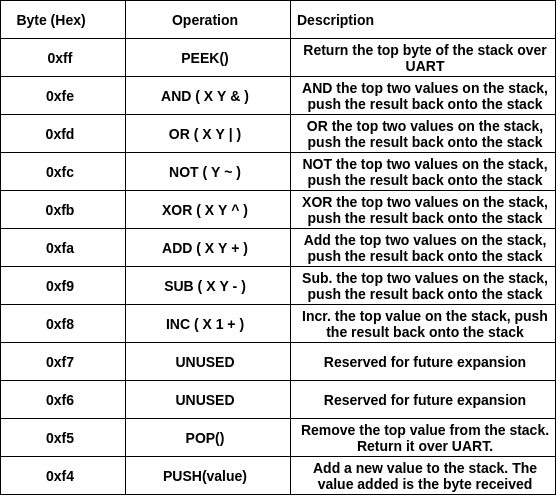 Byte (Hex) Operation Description
0xff PEEK() Return the top byte of the stack over
UART
0xfe AND ( X Y & ) AND the top two values on the stack,
push the result back onto the stack
0xfd OR ( X Y | ) OR the top two values on the stack,
push the result back onto the stack
0xfc NOT ( Y ~ ) NOT the top two values on the stack,
push the result back onto the stack
0xfb XOR ( X Y ^ ) XOR the top two values on the stack,
push the result back onto the stack
0xfa ADD ( X Y + ) Add the top two values on the stack,
push the result back onto the stack
0xf9 SUB ( X Y - ) Sub. the top two values on the stack,
push the result back onto the stack
0xf8 INC ( X 1 + ) Incr. the top value on the stack, push
the result back onto the stack
0xf7 UNUSED Reserved for future expansion
0xf6 UNUSED Reserved for future expansion
0xf5 POP() Remove the top value from the stack.
Return it over UART.
0xf4 PUSH(value) Add a new value to the stack. The
value added is the byte received